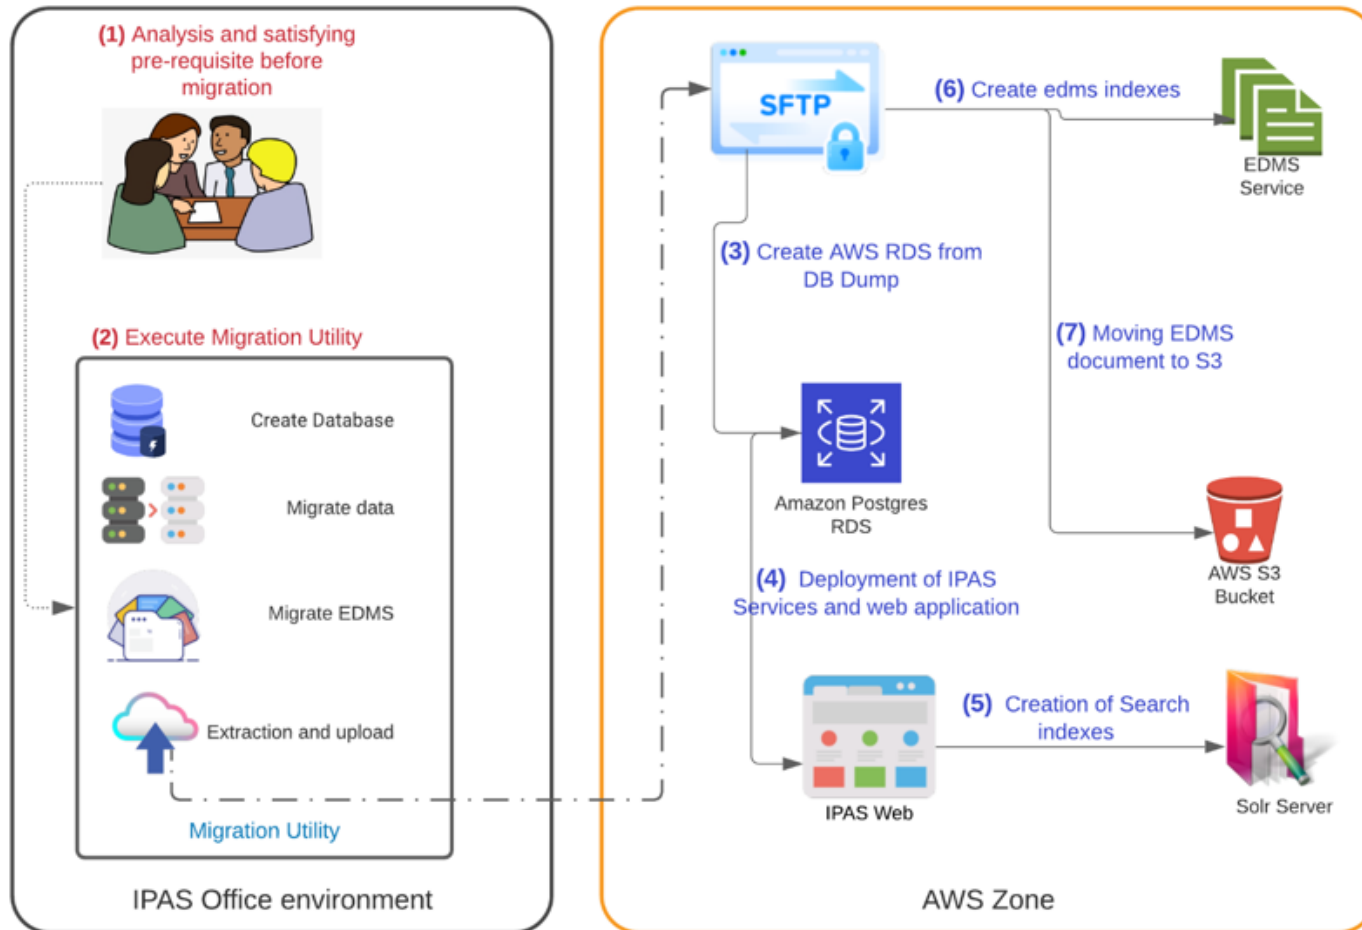 (1) Analysis and satisfying
pre-requisite before
migration
(2) Execute Migration Utility
Create Database
Migrate data
Migrate EDMS
Extraction and upload
Migration Utility
IPAS Office environment
SFTP
(6) Create edms indexes
EDMS
Service
(3) Create AWS RDS from
DB Dump
(7) Moving EDMS
document to S3
Amazon Postgres
RDS
AWS S3
Bucket
(4) Deployment of IPAS
Services and web application
(5) Creation of Search
indexes
IPAS Web
Solr Server
AWS Zone